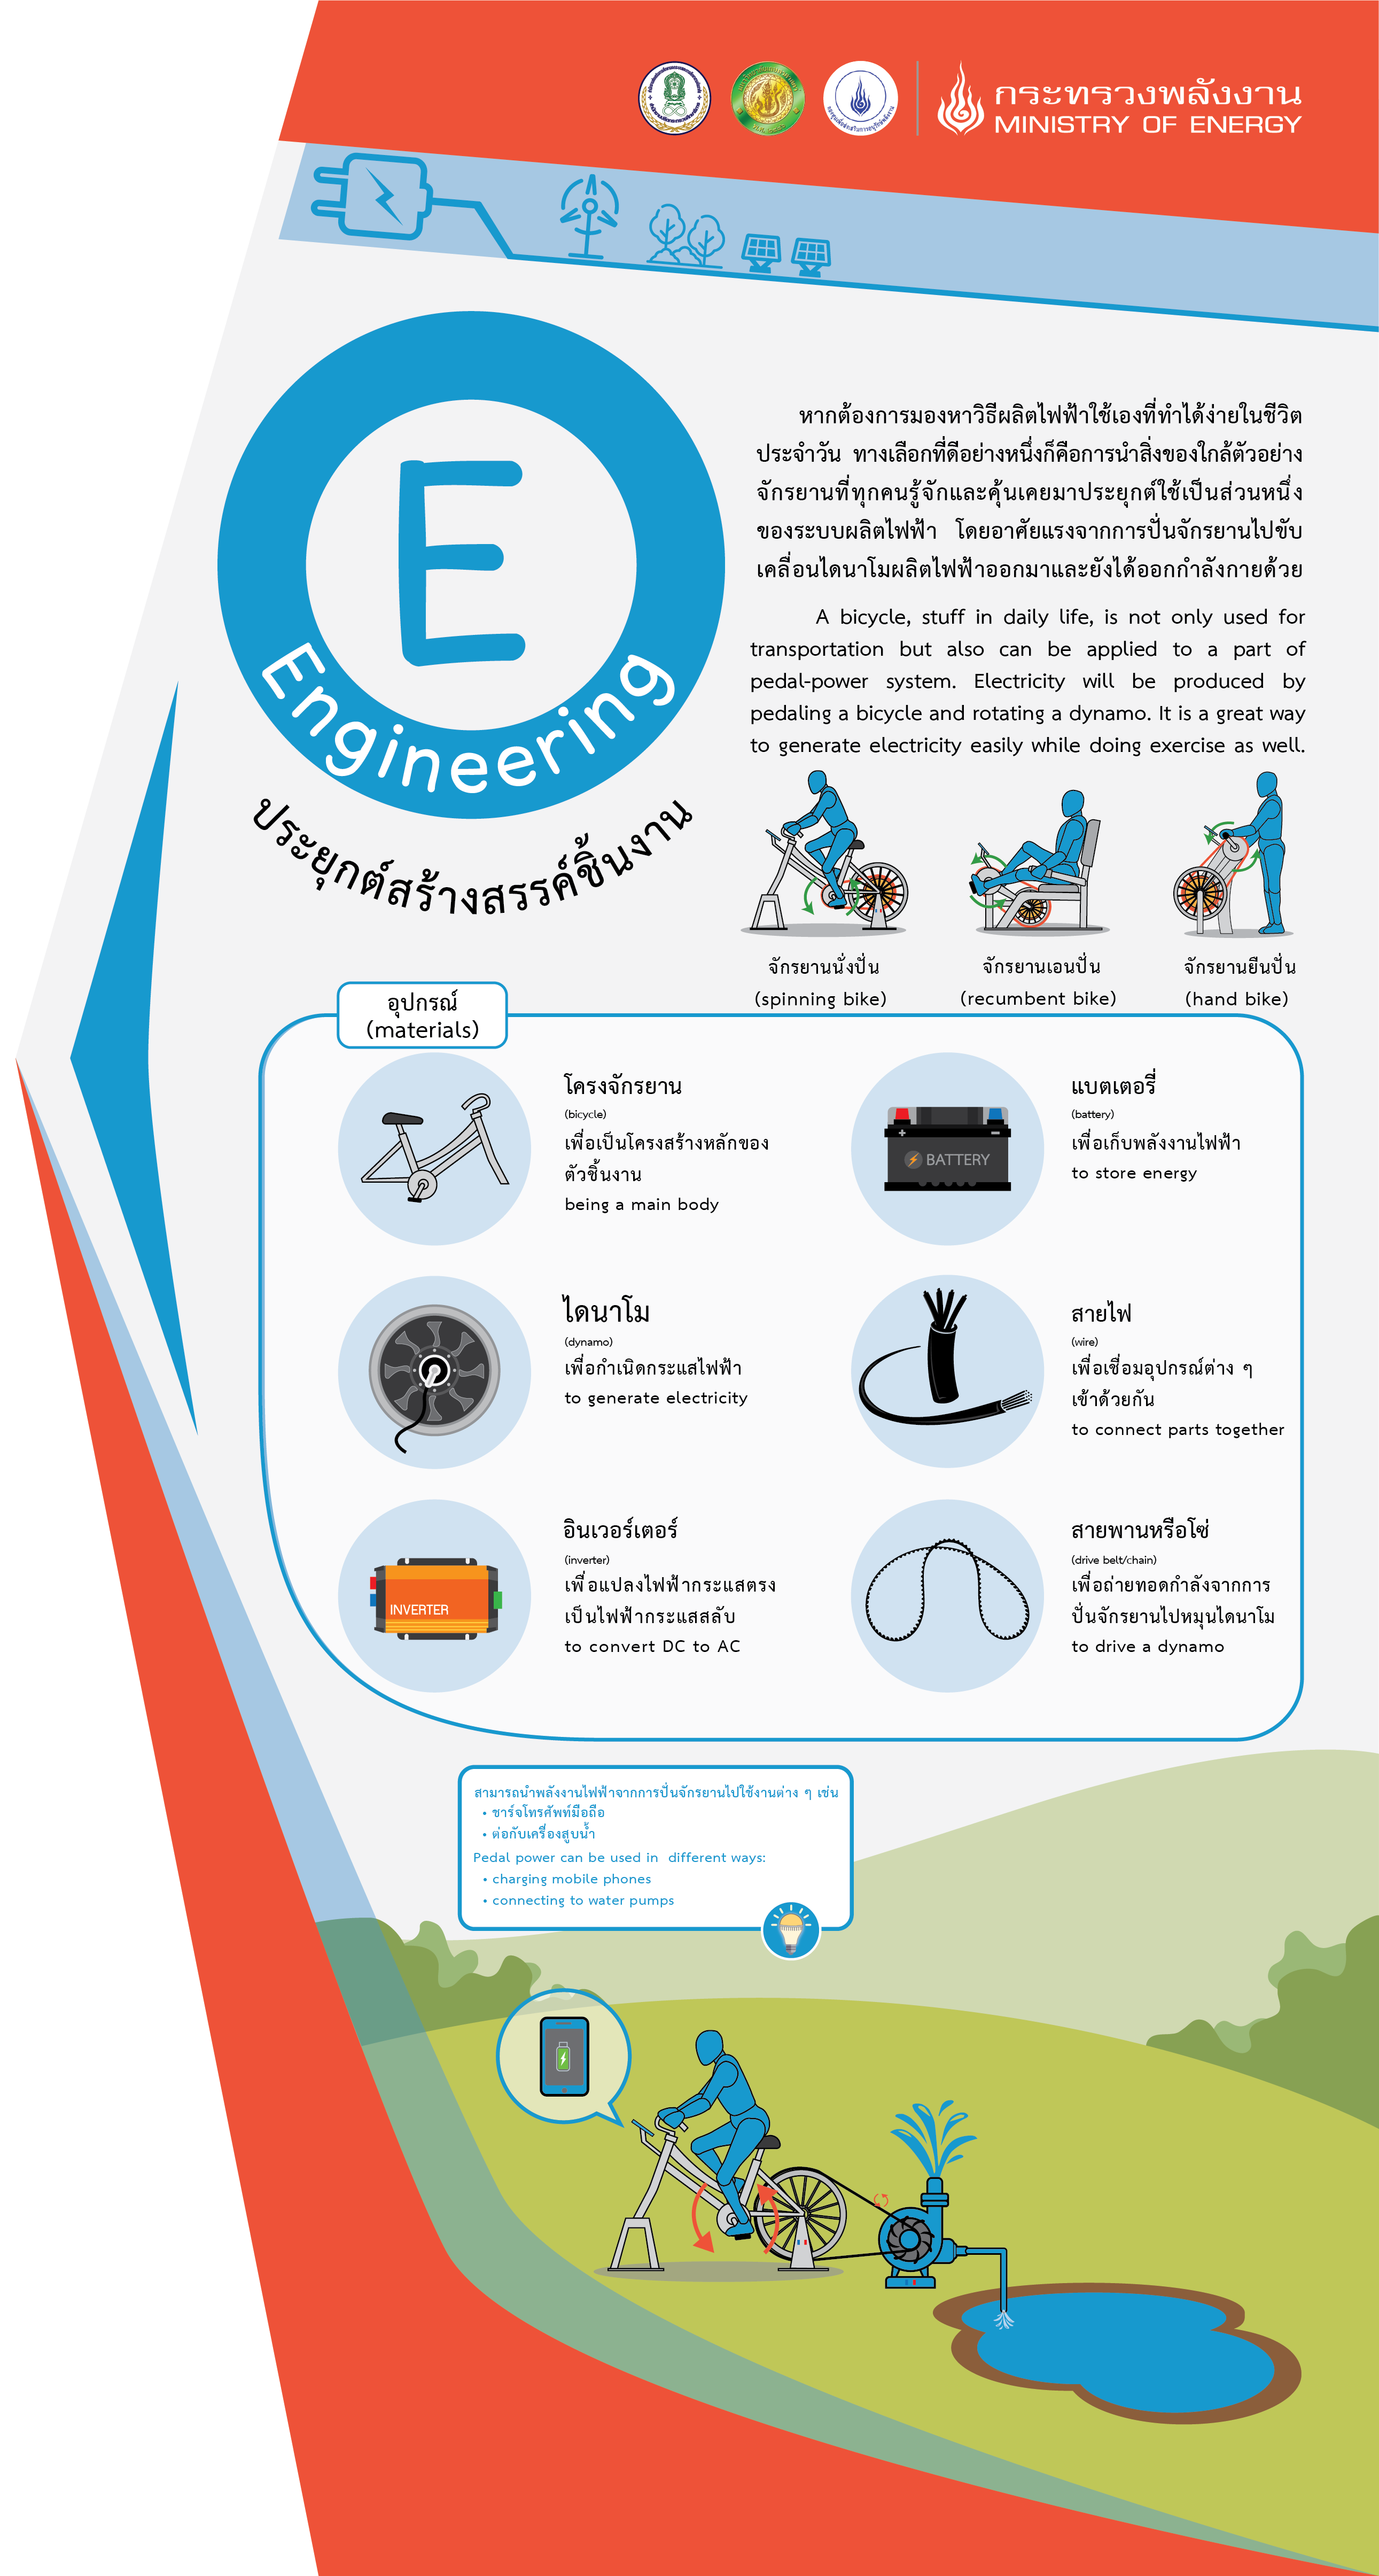 กระทรวงพลังงาน
MINISTRY OF ENERGY
E
Engineering
ประยุกต์สร้างสรรค์ชิ้นงาน
หากต้องการมองหาวิธีผลิตไฟฟ้าใช้เองที่ทำได้ง่ายในชีวิต
ประจำวัน ทางเลือกที่ดีอย่างหนึ่งก็คือการนำสิ่งของใกล้ตัวอย่าง
จักรยานที่ทุกคนรู้จักและคุ้นเคยมาประยุกต์ใช้เป็นส่วนหนึ่ง
ของระบบผลิตไฟฟ้า โดยอาศัยแรงจากการปั่นจักรยานไปขับ
เคลื่อนไดนาโมผลิตไฟฟ้าออกมาและยังได้ออกกำลังกายด้วย
A bicycle, stuff in daily life, is not only used for
transportation but also can be applied to a part of
pedal-power system. Electricity will be produced by
pedaling a bicycle and rotating a dynamo. It is a great way
to generate electricity easily while doing exercise as well.
จักรยานนั่งปั่น
(spinning bike)
จักรยานเอนปั่น
(recumbent bike)
จักรยานยืนปั่น
(hand bike)
อุปกรณ์
(materials)
โครงจักรยาน
(bicycle)
เพื่อเป็นโครงสร้างหลักของ
ตัวชิ้นงาน
being a main body
BATTERY
แบตเตอรี่
(battery)
เพื่อเก็บพลังงานไฟฟ้า
to store energy
ไดนาโม
(dynamo)
เพื่อกำเนิดกระแสไฟฟ้า
to generate electricity
สายไฟ
(wire)
เพื่อเชื่อมอุปกรณ์ต่าง ๆ
เข้าด้วยกัน
to connect parts together
INVERTER
อินเวอร์เตอร์
(inverter)
เพื่อแปลงไฟฟ้ากระแสตรง
เป็นไฟฟ้ากระแสสลับ
to convert DC to AC
สายพานหรือโซ่
(drive belt/chain)
เพื่อถ่ายทอดกำลังจากการ
ปั่นจักรยานไปหมุนไดนาโม
to drive a dynamo
สามารถนำพลังงานไฟฟ้าจากการปั่นจักรยานไปใช้งานต่าง ๆ เช่น
• ชาร์จโทรศัพท์มือถือ
• ต่อกับเครื่องสูบน้ำ
Pedal power can be used in different ways:
• charging mobile phones
• connecting to water pumps